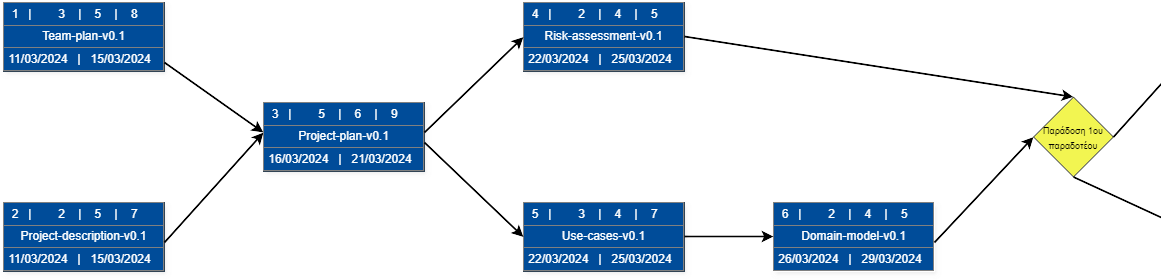 1 | 3 | 5 | 8
Team-plan-v0.1
11/03/2024 | 15/03/2024
2 | 2 | 5 | 7
Project-description-v0.1
11/03/2024 | 15/03/2024
3 | 5 | 6 | 9
Project-plan-v0.1
16/03/2024 | 21/03/2024
4 | 2 | 4 | 5
Risk-assessment-v0.1
22/03/2024 | 25/03/2024
5 | 3 | 4 | 7
Use-cases-v0.1
22/03/2024 | 25/03/2024
6 | 2 | 4 | 5
Domain-model-v0.1
26/03/2024 | 29/03/2024
Παράδοση 1ου
παραδοτέου